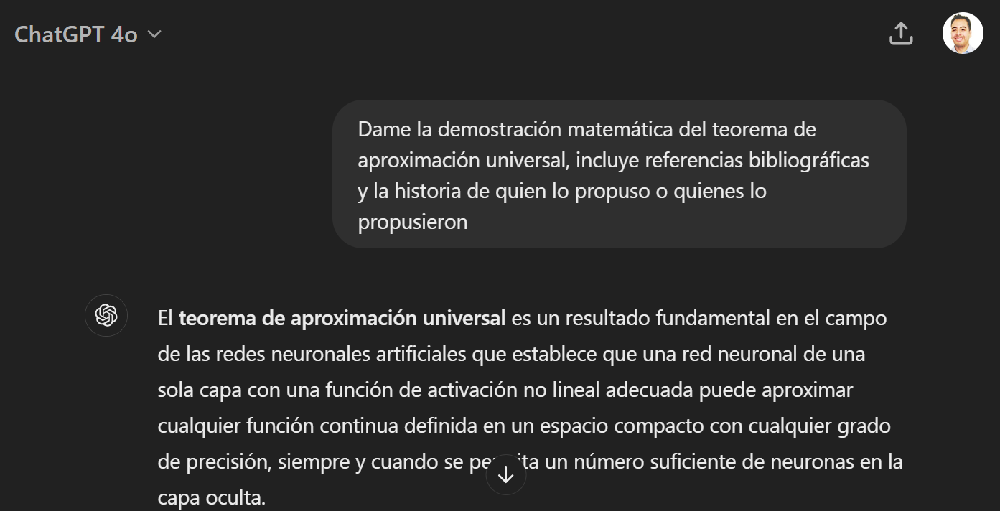 ChatGPT 4o
Dame la demostración matemática del teorema de
aproximación universal, incluye referencias bibliográficas
y la historia de quien lo propuso o quienes lo
propusieron
El teorema de aproximación universal es un resultado fundamental en el campo
de las redes neuronales artificiales que establece que una red neuronal de una
sola capa con una función de activación no lineal adecuada puede aproximar
cualquier función continua definida en un espacio compacto con cualquier grado
de precisión, siempre y cuando se permita un número suficiente de neuronas en la
capa oculta.